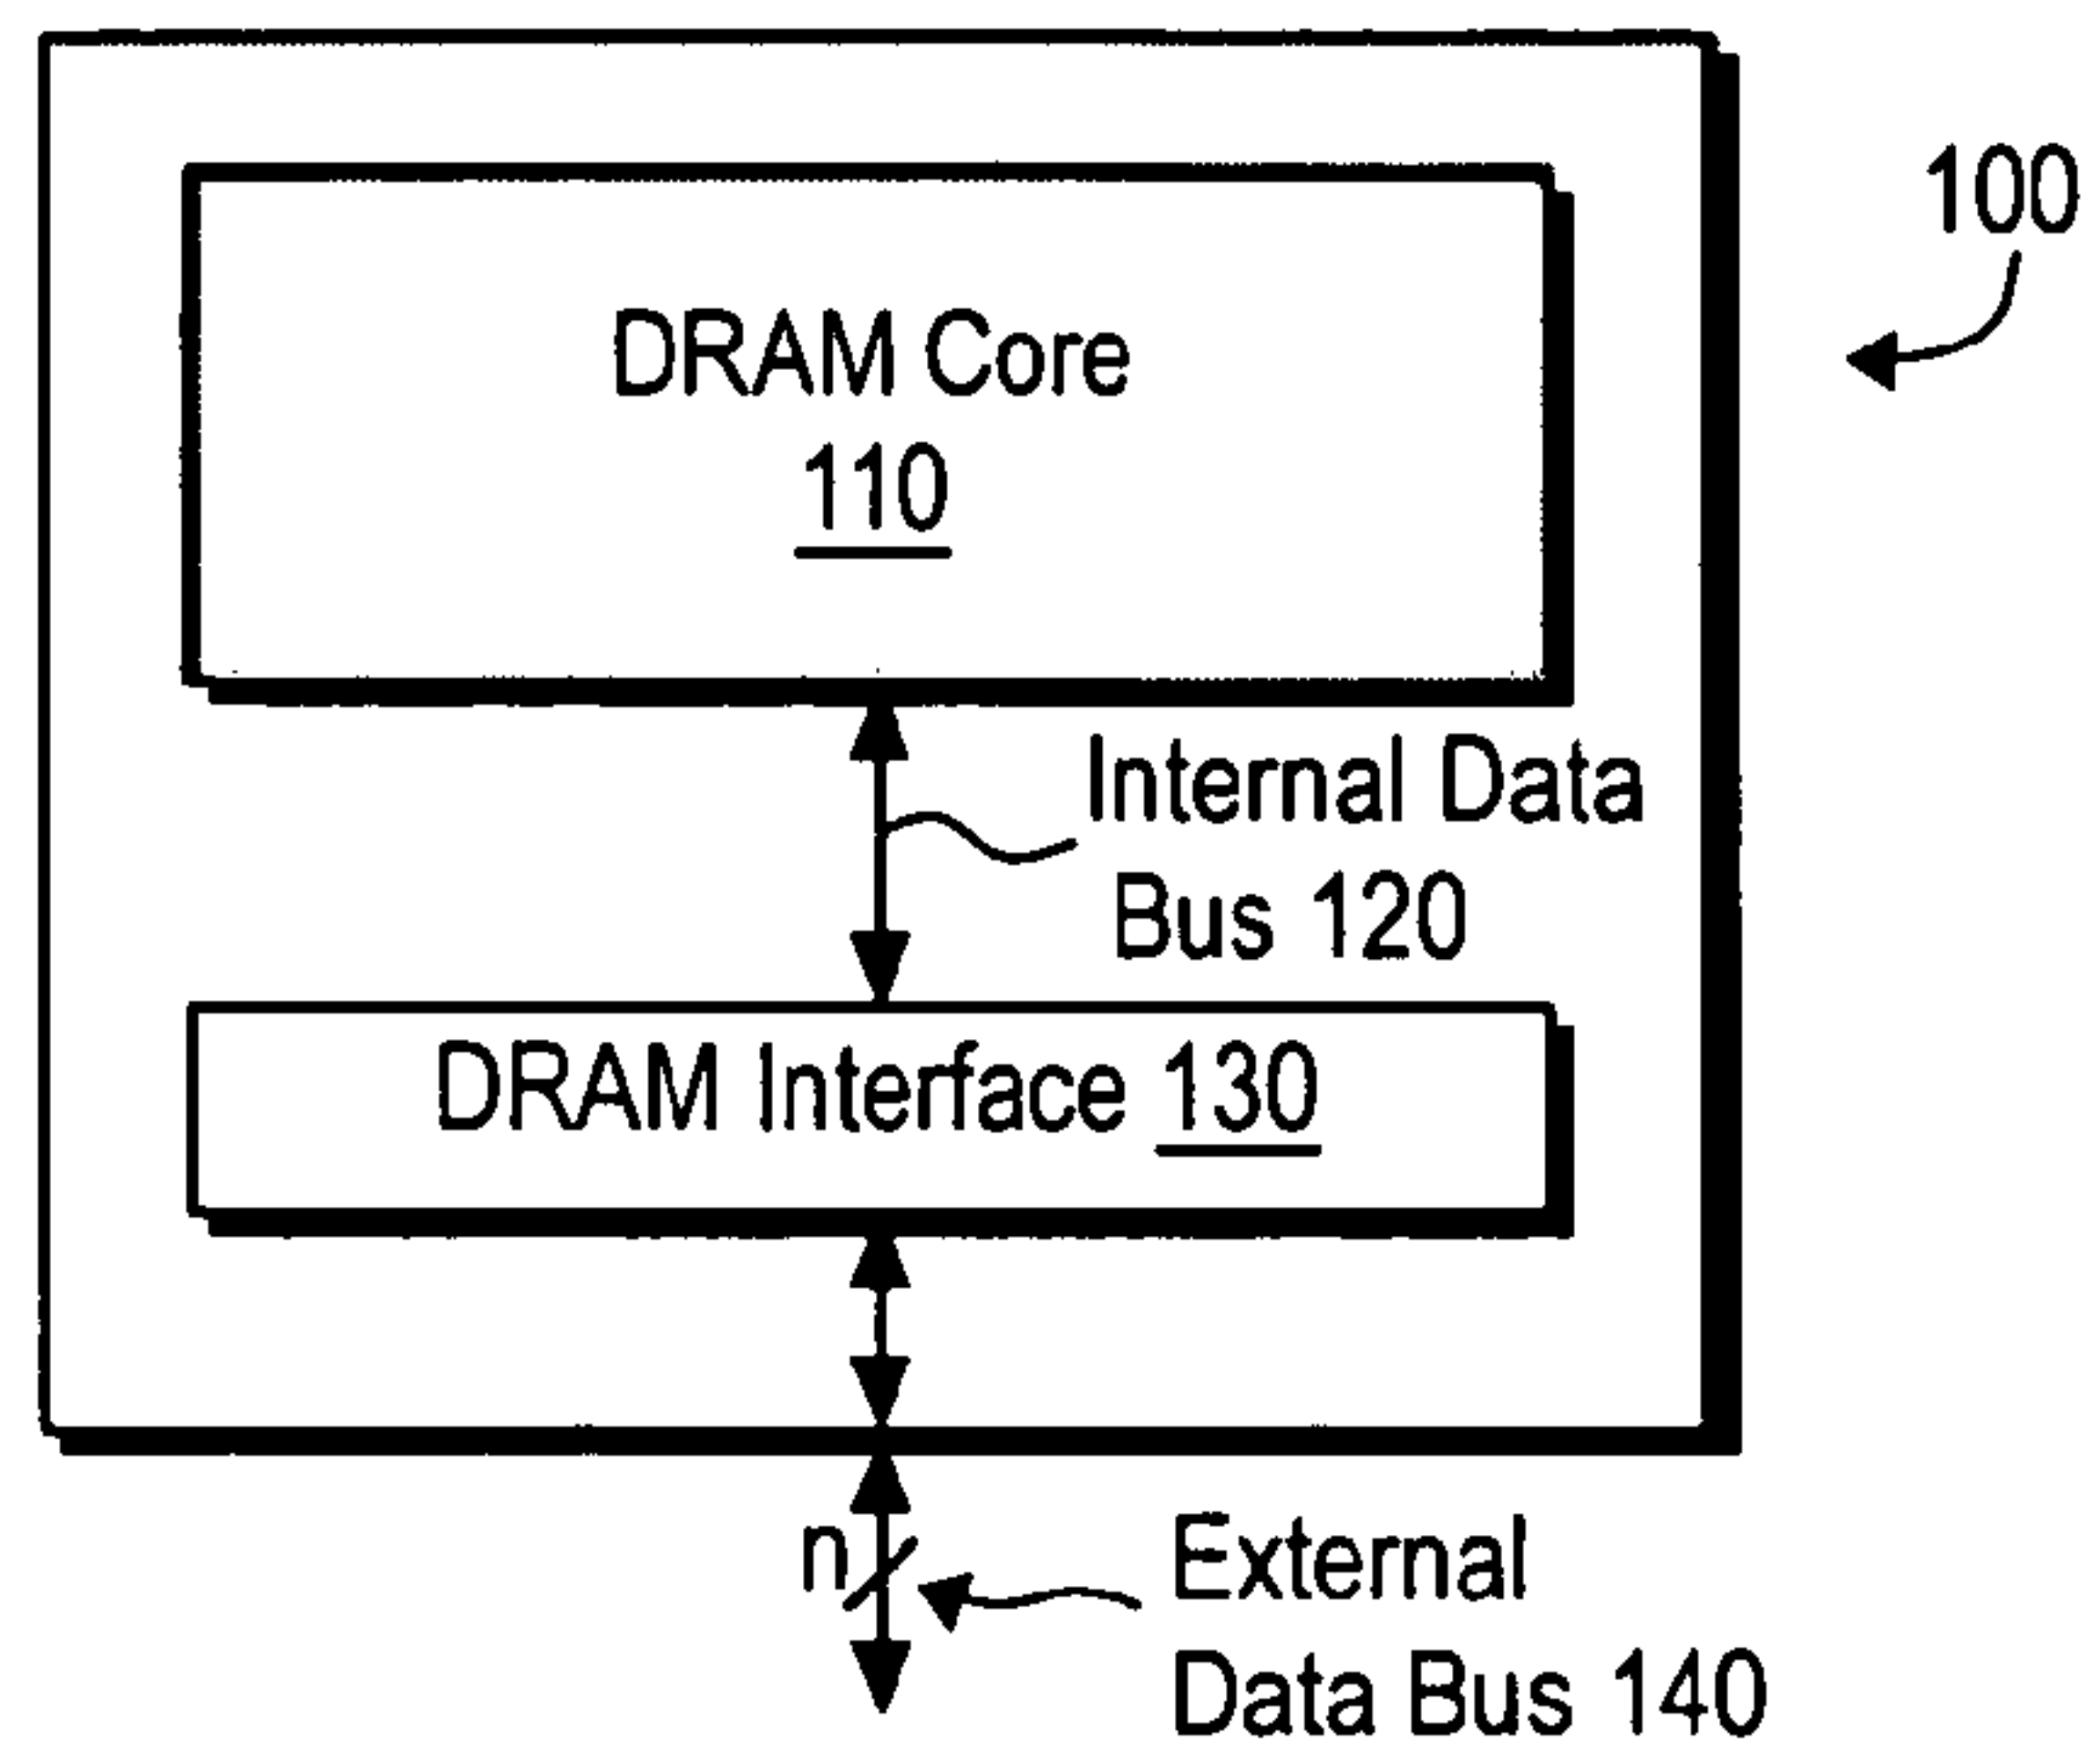 100
DRAM Core
110
Internal Data
Bus 120
DRAM Interface 130
n
External
Data Bus 140